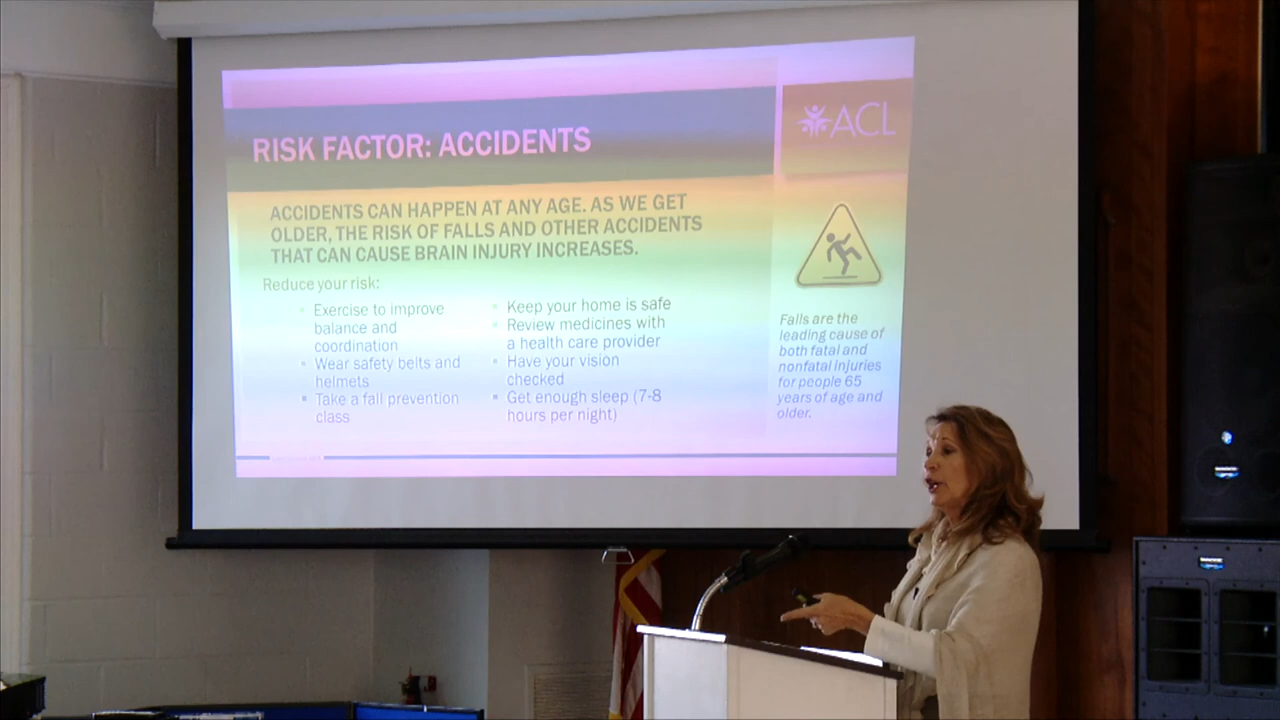 RISK FACTOR: ACCIDENTS
ACL
ACCIDENTS CAN HAPPEN AT ANY AGE. AS WE GET
OLDER, THE RISK OF FALLS AND OTHER ACCIDENTS
THAT CAN CAUSE BRAIN INJURY INCREASES.
Reduce your risk:
▪ Exercise to improve
balance and
coordination
▪ Wear safety belts and
helmets
▪ Take a fall prevention
class
▪ Keep your home is safe
▪ Review medicines with
a health care provider
▪ Have your vision
checked
▪ Get enough sleep (7-8
hours per night)
Falls are the
leading cause of
both fatal and
nonfatal injuries
for people 65
years of age and
older.